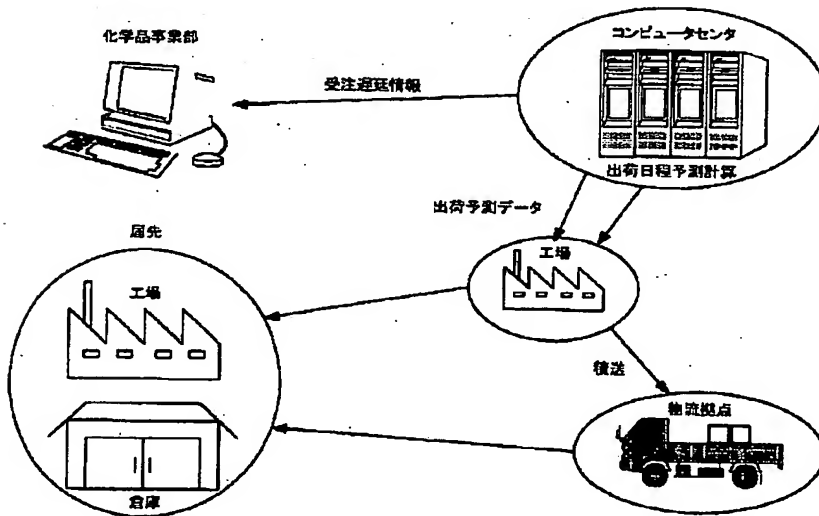 化学品事業部
コンピュータセンタ
受注遅延情報
出荷日程予測計算
出荷予測データ
届先
工場
工場
積送
物流拠点
倉庫